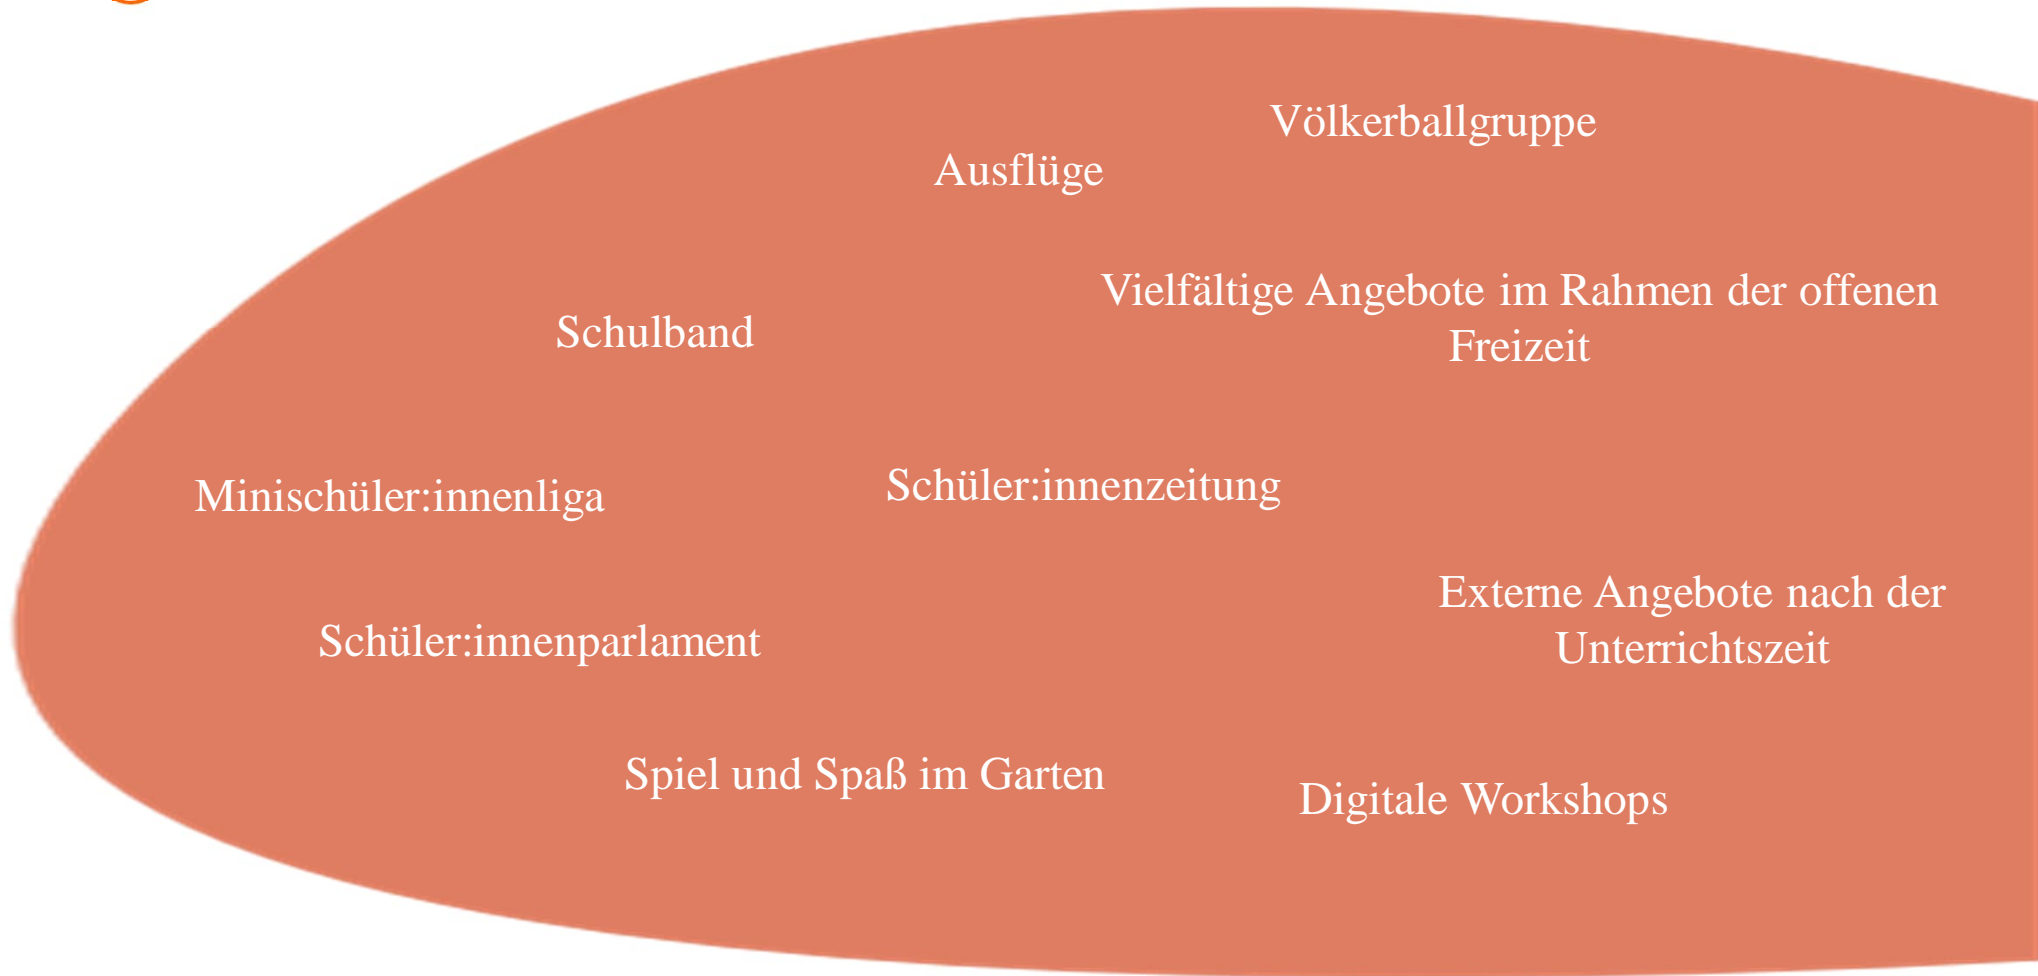 Völkerballgruppe
Ausflüge
Vielfältige Angebote im Rahmen der offenen
Freizeit
Schulband
Schüler:innenzeitung
Minischüler:innenliga
Externe Angebote nach der
Unterrichtszeit
Schüler:innenparlament
Spiel und Spaß im Garten
Digitale Workshops